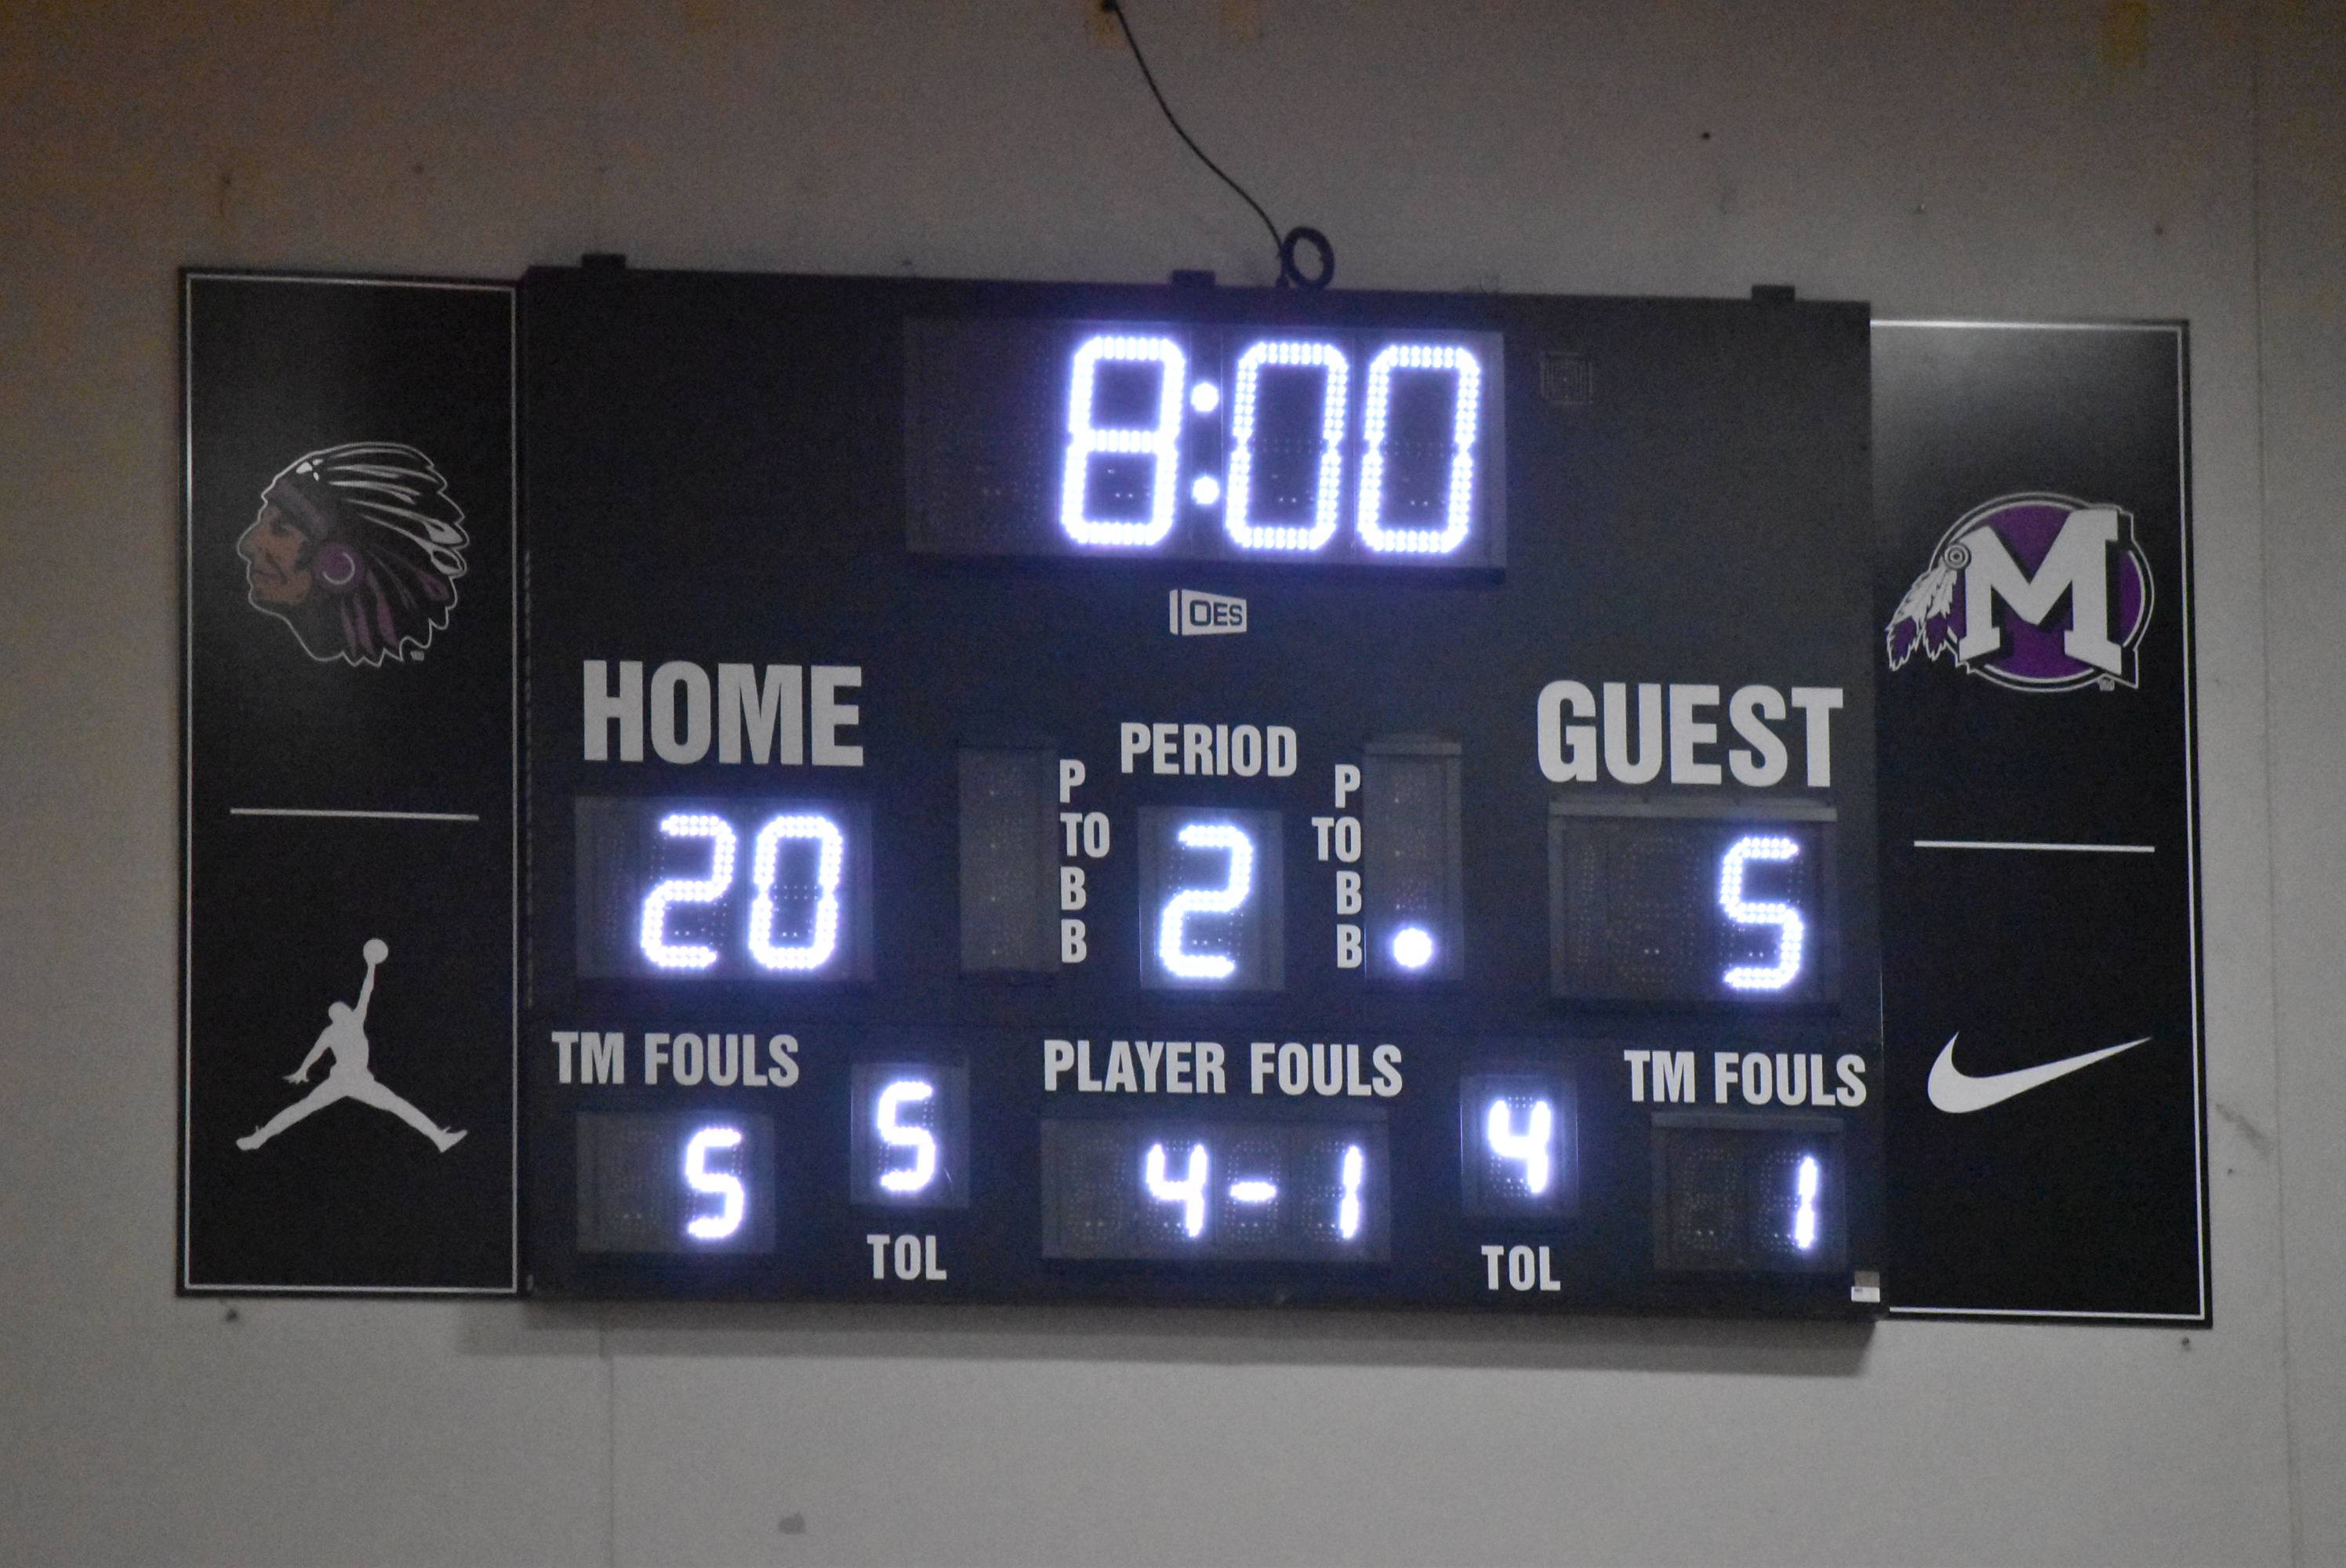 8:00
OES
M
HOME
PERIOD
GUEST
P
TO
B
B
P
TO
B
B
20
2
5
TM FOULS
PLAYER FOULS
TM FOULS
5
5
4-1
4
1
TOL
TOL